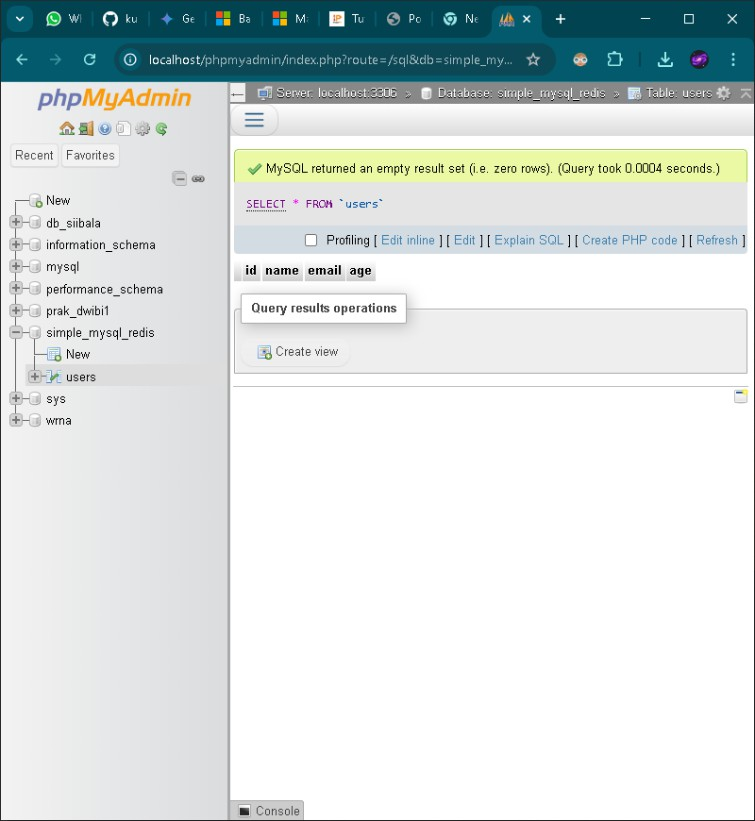 WI
ku
Ge
Ba
M
Tu
Po
Ne
localhost/phpmyadmin/index.php?route=/sql&db=simple_my...
phpMyAdmin
Recent
Favorites
New
db_siibala
information_schema
mysql
performance_schema
prak_dwibi1
simple_mysql_redis
New
users
sys
wrna
Server: localhost:3306 » Database: simple_mysql_redis » Table: users
MySQL returned an empty result set (i.e. zero rows). (Query took 0.0004 seconds.)
SELECT * FROM `users`
Profiling [ Edit inline ] [ Edit ] [ Explain SQL ] [ Create PHP code ] [ Refresh ]
id name email age
Query results operations
Create view
Console